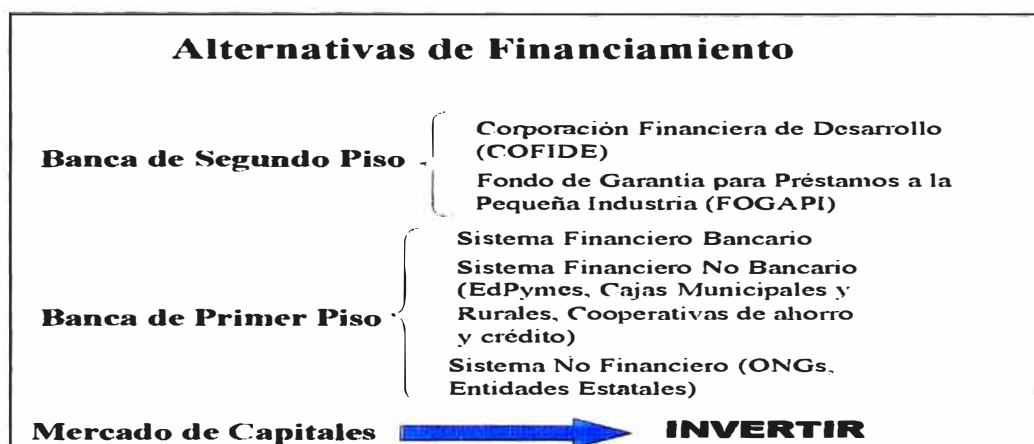 Alternativas de Financiamiento
Banca de Segundo Piso
Corporación Financiera de Desarrollo
(COFIDE)
Fondo de Garantía para Préstamos a la
Pequeña Industria (FOGAPI)
Banca de Primer Piso
Sistema Financiero Bancario
Sistema Financiero No Bancario
(EdPymes, Cajas Municipales y
Rurales, Cooperativas de ahorro
y crédito)
Sistema No Financiero (ONGs,
Entidades Estatales)
Mercado de Capitales INVERTIR